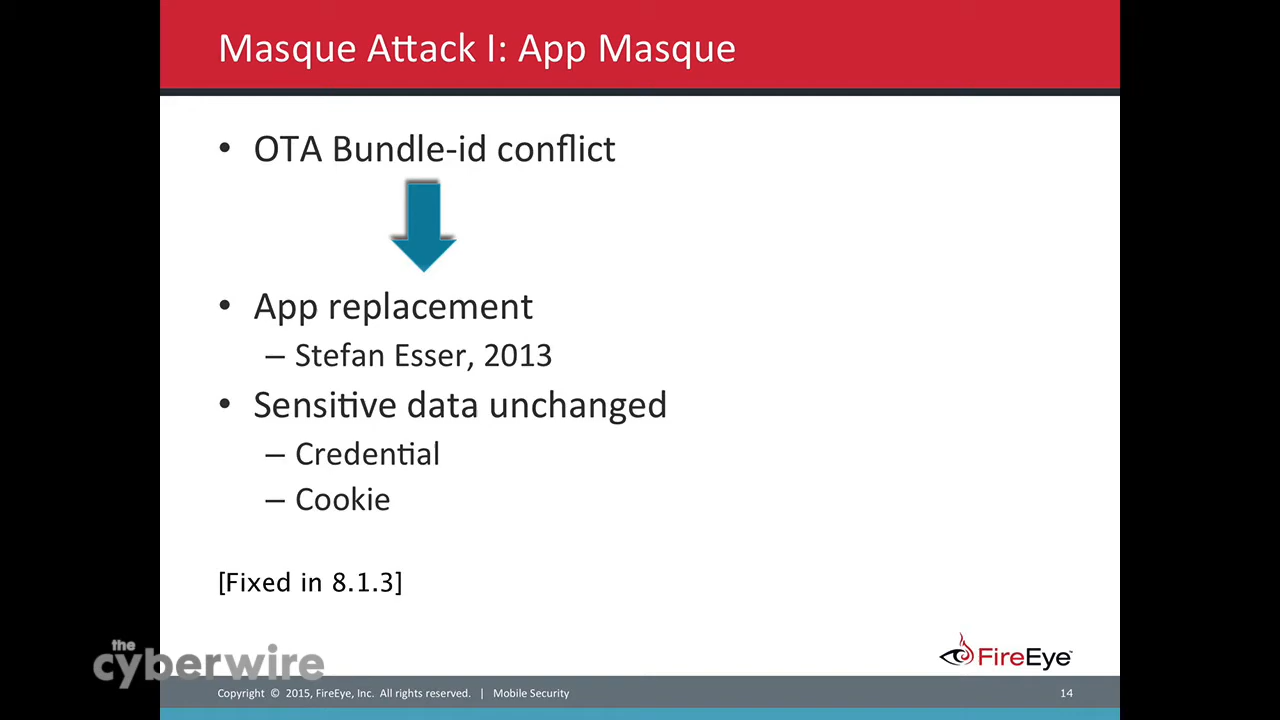 Masque Attack I: App Masque
• OTA Bundle-id conflict
• App replacement
– Stefan Esser, 2013
• Sensitive data unchanged
– Credential
– Cookie
[Fixed in 8.1.3]
the
cyberwire
FireEye™
Copyright © 2015, FireEye, Inc. All rights reserved. | Mobile Security
14